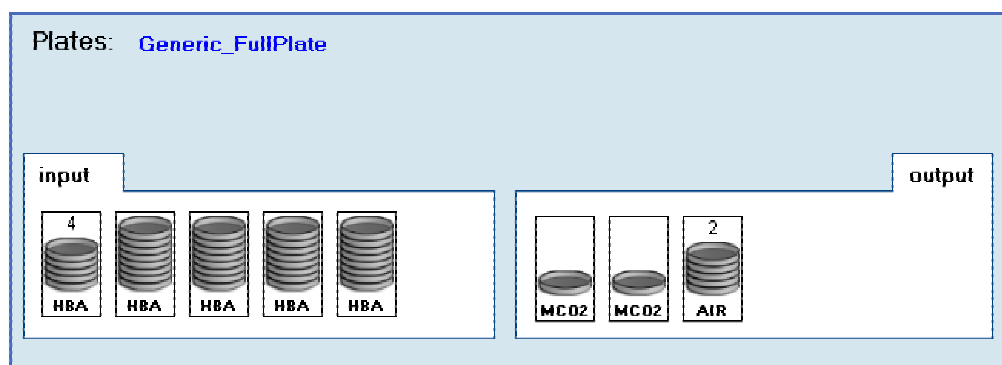 Plates: Generic_FullPlate
input
output
4
HBA HBA HBA HBA HBA
2
MCO2 MCO2 AIR